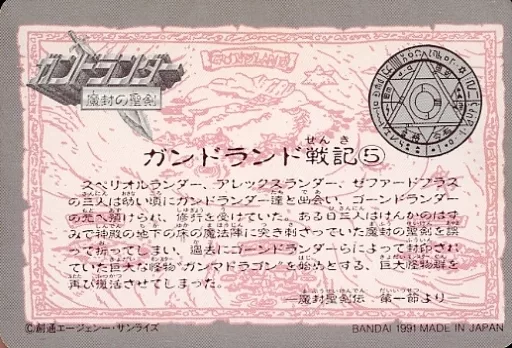 ガンドランダー
魔封の聖剣
ガンドランド戦記⑤
せんき
スペリオルランダー、アレックスランダー、ゼファードプラス
の三人は幼い頃にガンドランダー達と出会い、ゴーンドランダー
の元へ預けられ、修行を受けていた。ある日三人はけんかのはず
みで神殿の地下の床の魔法陣に突き刺さっていた魔封の聖剣を誤
って折ってしまい、過去にゴーンドランダーらによって封印され
ていた巨大な怪物“ガンマドラゴン”を始めとする、巨大怪物群を
再び復活させてしまった。
―魔封聖剣伝 第一節より
©創通エージェンシー・サンライズ
BANDAI 1991 MADE IN JAPAN